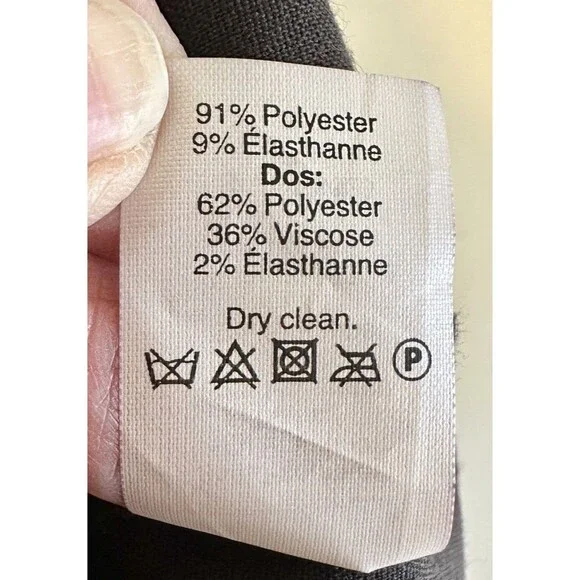 91% Polyester
9% Élasthanne
Dos:
62% Polyester
36% Viscose
2% Élasthanne
Dry clean.
P